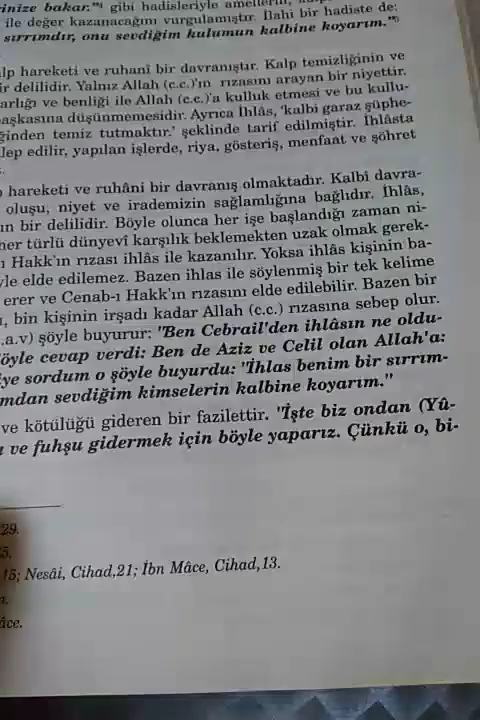 inize bakar."⁴ gibi hadisleriyle
ile değer kazanacağını vurgulamıştır. İlahi bir hadiste de:
sırrımdır, onu sevdiğim kulumun kalbine koyarım."⁵
hareketi ve ruhanî bir davranıştır. Kalp temizliğinin ve
delilidir. Yalnız Allah (c.c.)'ın rızasını arayan bir niyettir.
arlığı ve benliği ile Allah (c.c.)'a kulluk etmesi ve bu kullu-
aşkasına düşünmemesidir. Ayrıca İhlâs, 'kalbi garaz şüphe-
ğinden temiz tutmaktır.' şeklinde tarif edilmiştir. İhlâsta
lep edilir, yapılan işlerde, riya, gösteriş, menfaat ve şöhret
hareketi ve ruhâni bir davranış olmaktadır. Kalbî davra-
oluşu, niyet ve irademizin sağlamlığına bağlıdır. İhlâs,
ın bir delilidir. Böyle olunca her işe başlandığı zaman ni-
her türlü dünyevî karşılık beklemekten uzak olmak gerek-
ı Hakk'ın rızası ihlâs ile kazanılır. Yoksa ihlâs kişinin ba-
yle elde edilemez. Bazen ihlas ile söylenmiş bir tek kelime
erer ve Cenab-ı Hakk'ın rızasını elde edilebilir. Bazen bir
, bin kişinin irşadı kadar Allah (c.c.) rızasına sebep olur.
.a.v) şöyle buyurur: "Ben Cebrail'den ihlâsın ne oldu-
öyle cevap verdi: Ben de Aziz ve Celil olan Allah'a:
iye sordum o şöyle buyurdu: "İhlas benim bir sırrım-
mdan sevdiğim kimselerin kalbine koyarım."
ve kötülüğü gideren bir fazilettir. "İşte biz ondan (Yû-
ı ve fuhşu gidermek için böyle yaparız. Çünkü o, bi-
29.
5.
15; Nesâi, Cihad,21; İbn Mâce, Cihad,13.
âce.